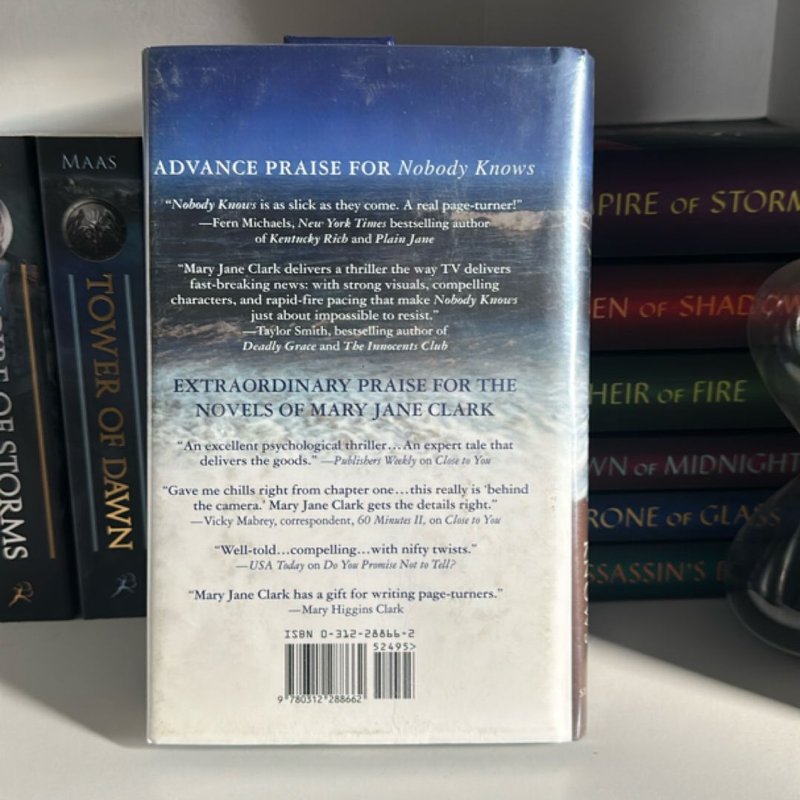 ADVANCE PRAISE FOR Nobody Knows
“Nobody Knows is as slick as they come. A real page-turner!”
—Fern Michaels, New York Times bestselling author
of Kentucky Rich and Plain Jane
“Mary Jane Clark delivers a thriller the way TV delivers
fast-breaking news: with strong visuals, compelling
characters, and rapid-fire pacing that make Nobody Knows
just about impossible to resist.”
—Taylor Smith, bestselling author of
Deadly Grace and The Innocents Club
EXTRAORDINARY PRAISE FOR THE
NOVELS OF MARY JANE CLARK
“An excellent psychological thriller…An expert tale that
delivers the goods.” —Publishers Weekly on Close to You
“Gave me chills right from chapter one…this really is ‘behind
the camera.’ Mary Jane Clark gets the details right.”
—Vicky Mabrey, correspondent, 60 Minutes II, on Close to You
“Well-told…compelling…with nifty twists.”
—USA Today on Do You Promise Not to Tell?
“Mary Jane Clark has a gift for writing page-turners.”
—Mary Higgins Clark
ISBN 0-312-28866-2
52495>
9 780312 288662
OF STORMS
MAAS
TOWER OF DAWN
PIRE OF STORM
EN OF SHADOW
HEIR OF FIRE
WN OF MIDNIGHT
RONE OF GLASS
SSASSIN'S